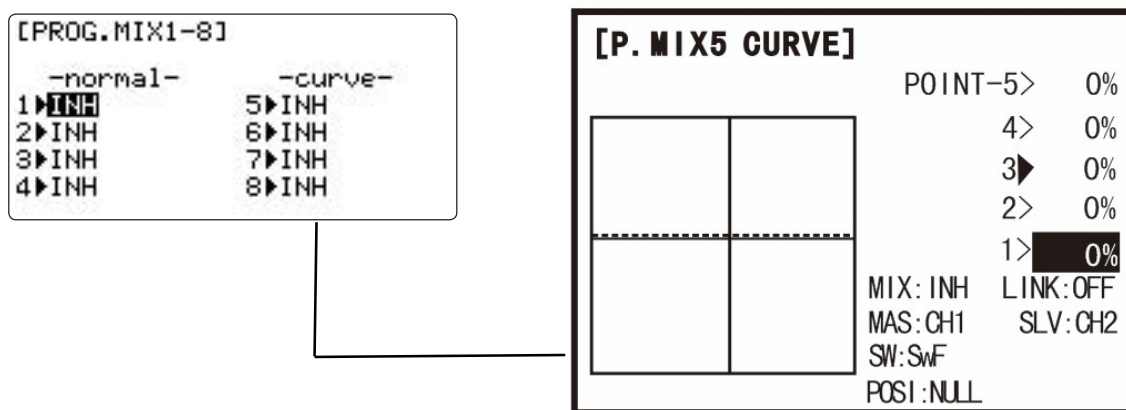 [PROG.MIX1-8]
-normal- -curve-
1▶INH 5▶INH
2▶INH 6▶INH
3▶INH 7▶INH
4▶INH 8▶INH
[P.MIX5 CURVE]
POINT-5> 0%
4> 0%
3▶ 0%
2> 0%
1> 0%
MIX:INH LINK:OFF
MAS:CH1 SLV:CH2
SW:SwF
POSI:NULL